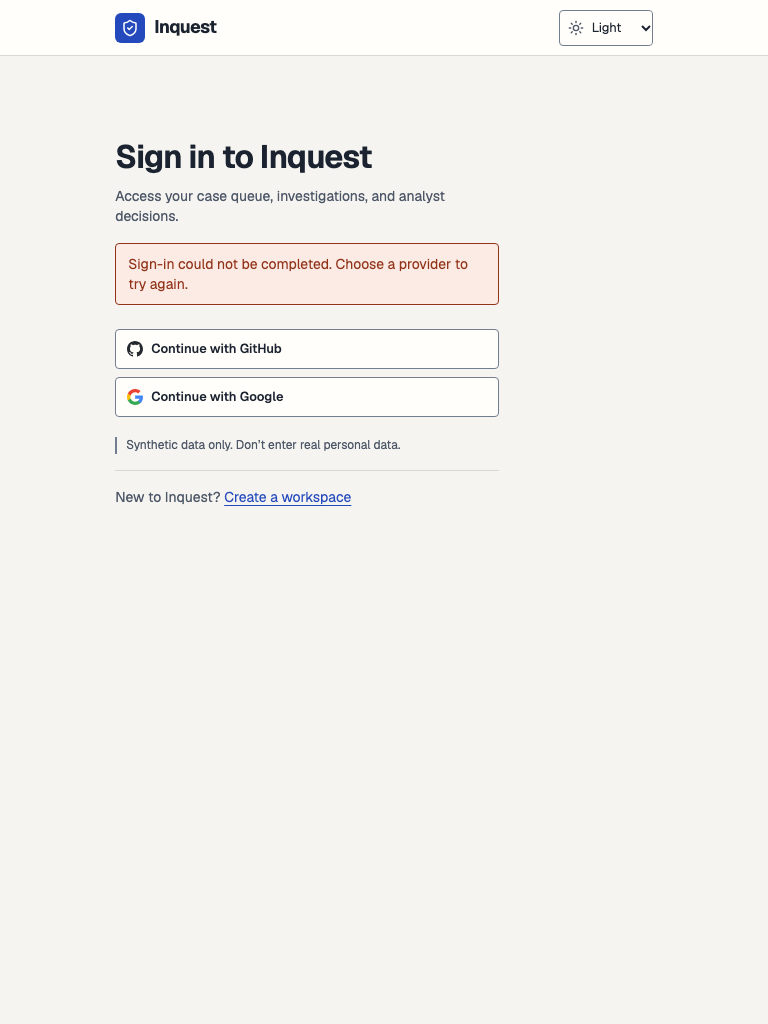 Inquest
Light
Sign in to Inquest
Access your case queue, investigations, and analyst
decisions.
Sign-in could not be completed. Choose a provider to
try again.
Continue with GitHub
Continue with Google
Synthetic data only. Don’t enter real personal data.
New to Inquest? Create a workspace